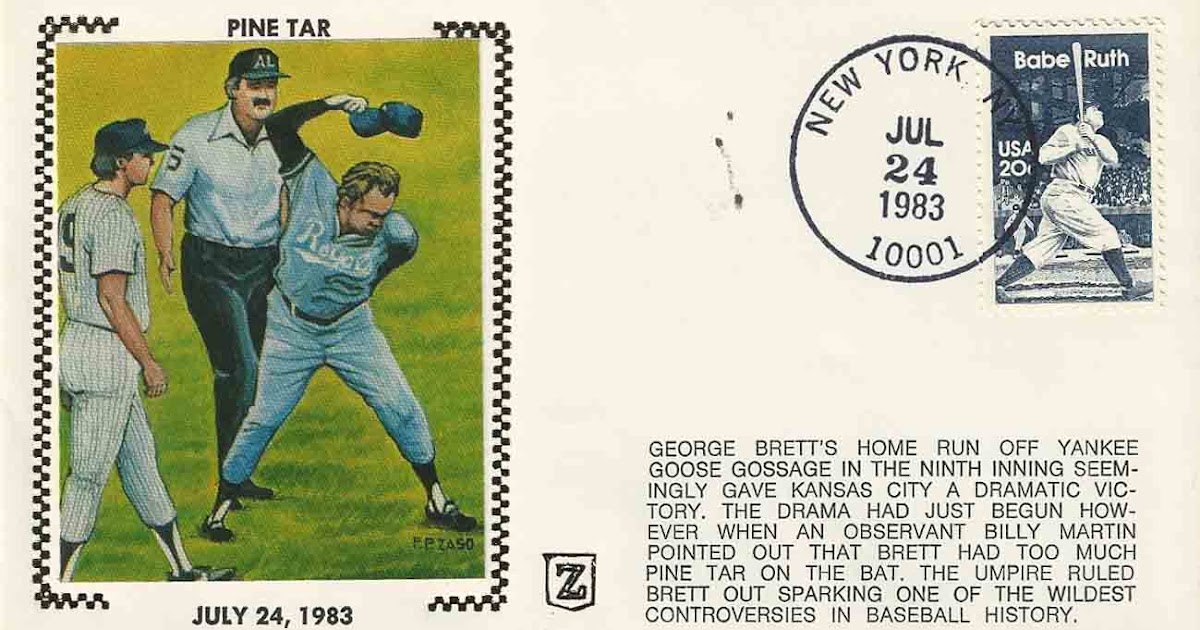 PINE TAR
AL
5
9
Royals
P.P. ZASO
JULY 24, 1983
Z
NEW YORK NY
JUL
24
1983
10001
Babe Ruth
USA
20c
GEORGE BRETT'S HOME RUN OFF YANKEE
GOOSE GOSSAGE IN THE NINTH INNING SEEM-
INGLY GAVE KANSAS CITY A DRAMATIC VIC-
TORY. THE DRAMA HAD JUST BEGUN HOW-
EVER WHEN AN OBSERVANT BILLY MARTIN
POINTED OUT THAT BRETT HAD TOO MUCH
PINE TAR ON THE BAT. THE UMPIRE RULED
BRETT OUT SPARKING ONE OF THE WILDEST
CONTROVERSIES IN BASEBALL HISTORY.